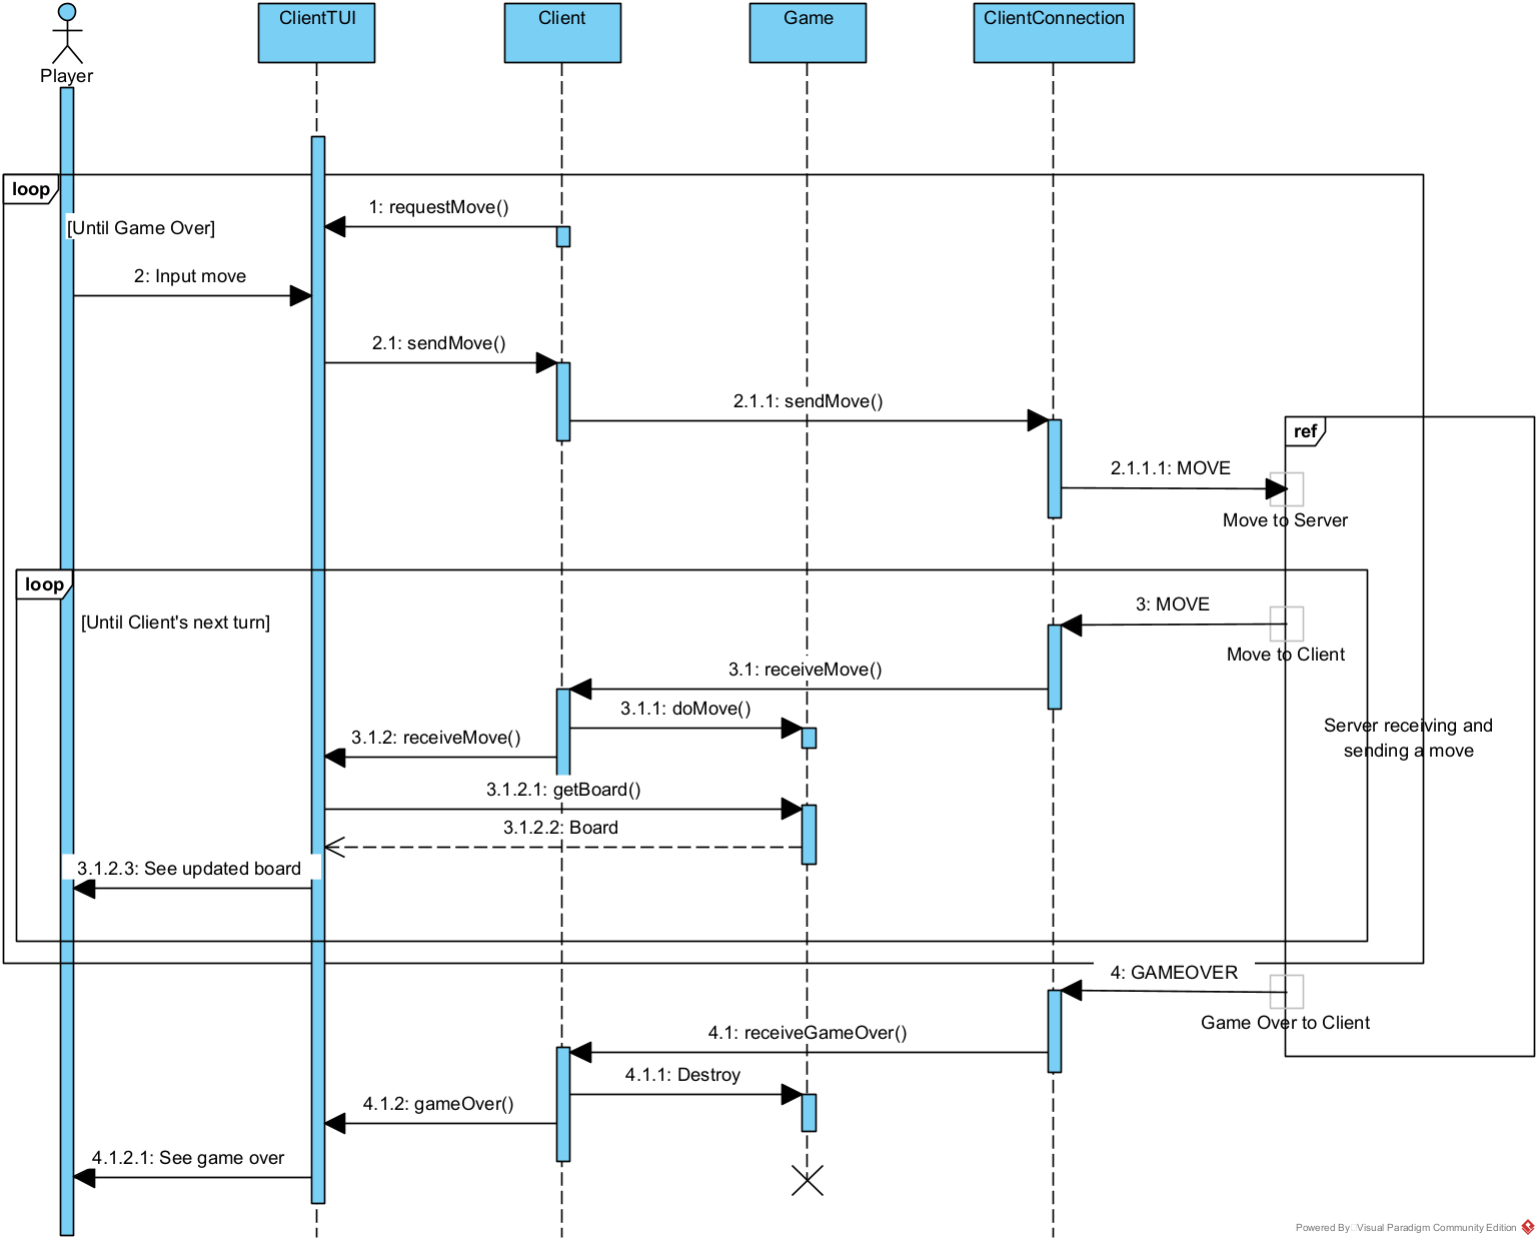 Player
ClientTUI
Client
Game
ClientConnection
loop
[Until Game Over]
1: requestMove()
2: Input move
2.1: sendMove()
2.1.1: sendMove()
ref
2.1.1.1: MOVE
Move to Server
loop
[Until Client's next turn]
3: MOVE
Move to Client
3.1: receiveMove()
3.1.1: doMove()
3.1.2: receiveMove()
Server receiving and
sending a move
3.1.2.1: getBoard()
3.1.2.2: Board
3.1.2.3: See updated board
4: GAMEOVER
Game Over to Client
4.1: receiveGameOver()
4.1.1: Destroy
4.1.2: gameOver()
4.1.2.1: See game over
Powered By Visual Paradigm Community Edition